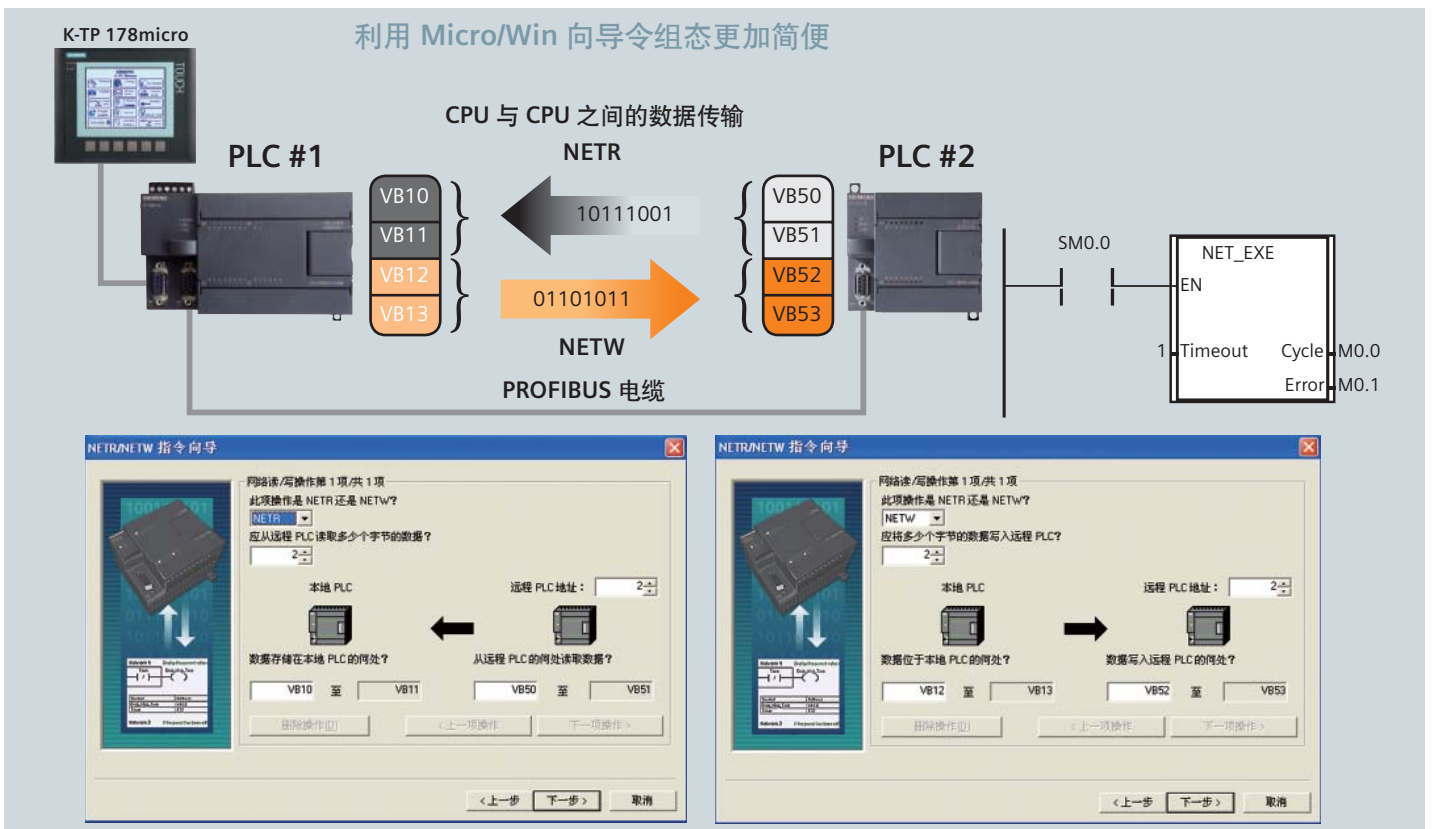 K-TP 178micro
利用 Micro/Win 向导令组态更加简便
TOUCH
CPU 与 CPU 之间的数据传输
NETR
PLC #1
PLC #2
VB10
VB11
VB12
VB13
10111001
01101011
VB50
VB51
VB52
VB53
NETW
PROFIBUS 电缆
SM0.0
NET_EXE
EN
1 Timeout
Cycle M0.0
Error M0.1
NETR/NETW 指令向导
网络读/写操作第 1 项/共 1 项
此项操作是 NETR 还是 NETW?
NETR
应从远程 PLC 读取多少个字节的数据?
2
本地 PLC
远程 PLC 地址: 2
数据存储在本地 PLC 的何处?
从远程 PLC 的何处读取数据?
VB10 至 VB11
VB50 至 VB51
删除操作(D)
<上一项操作
下一项操作>
<上一步
下一步>
取消
NETR/NETW 指令向导
网络读/写操作第 1 项/共 1 项
此项操作是 NETR 还是 NETW?
NETW
应将多少个字节的数据写入远程 PLC?
2
本地 PLC
远程 PLC 地址: 2
数据位于本地 PLC 的何处?
数据写入远程 PLC 的何处?
VB12 至 VB13
VB52 至 VB53
删除操作(D)
<上一项操作
下一项操作>
<上一步
下一步>
取消